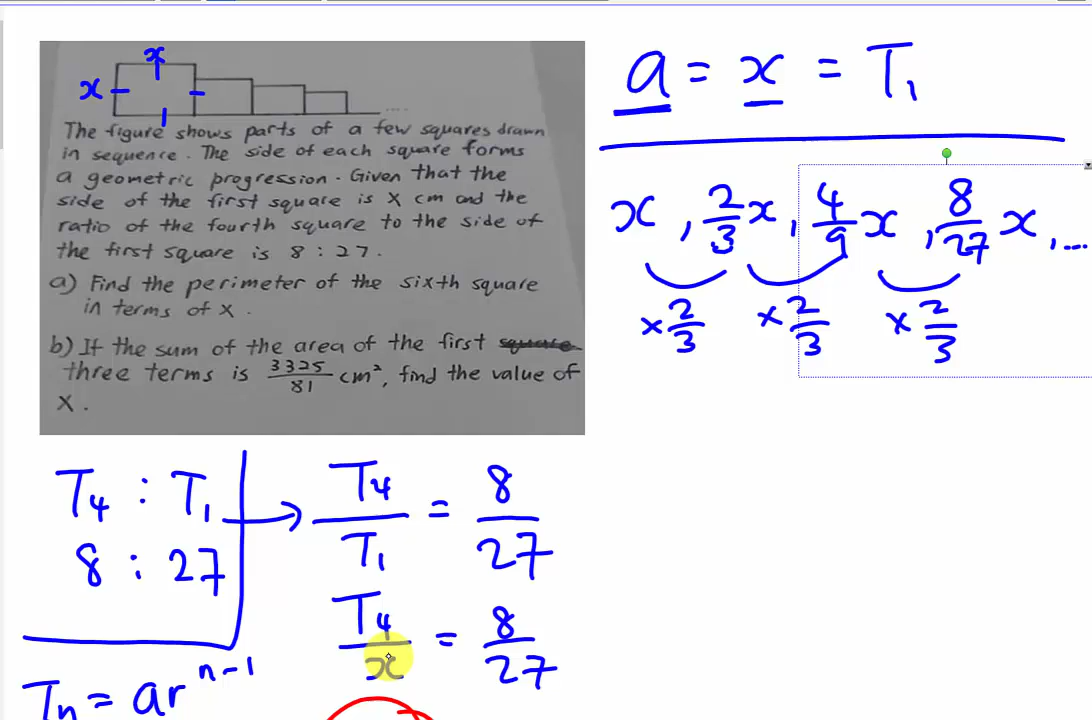 x
x
....
The figure shows parts of a few squares drawn
in sequence. The side of each square forms
a geometric progression. Given that the
side of the first square is X cm and the
ratio of the fourth square to the side of
the first square is 8 : 27.
a) Find the perimeter of the sixth square
in terms of X.
b) If the sum of the area of the first square
three terms is 3325/81 cm², find the value of
X.
a = x = T₁
x, 2/3 x, 4/9 x, 8/27 x, ...
×2/3 ×2/3 ×2/3
T₄ : T₁
8 : 27
T₄/T₁ = 8/27
T₄/x = 8/27
Tn = arⁿ⁻¹